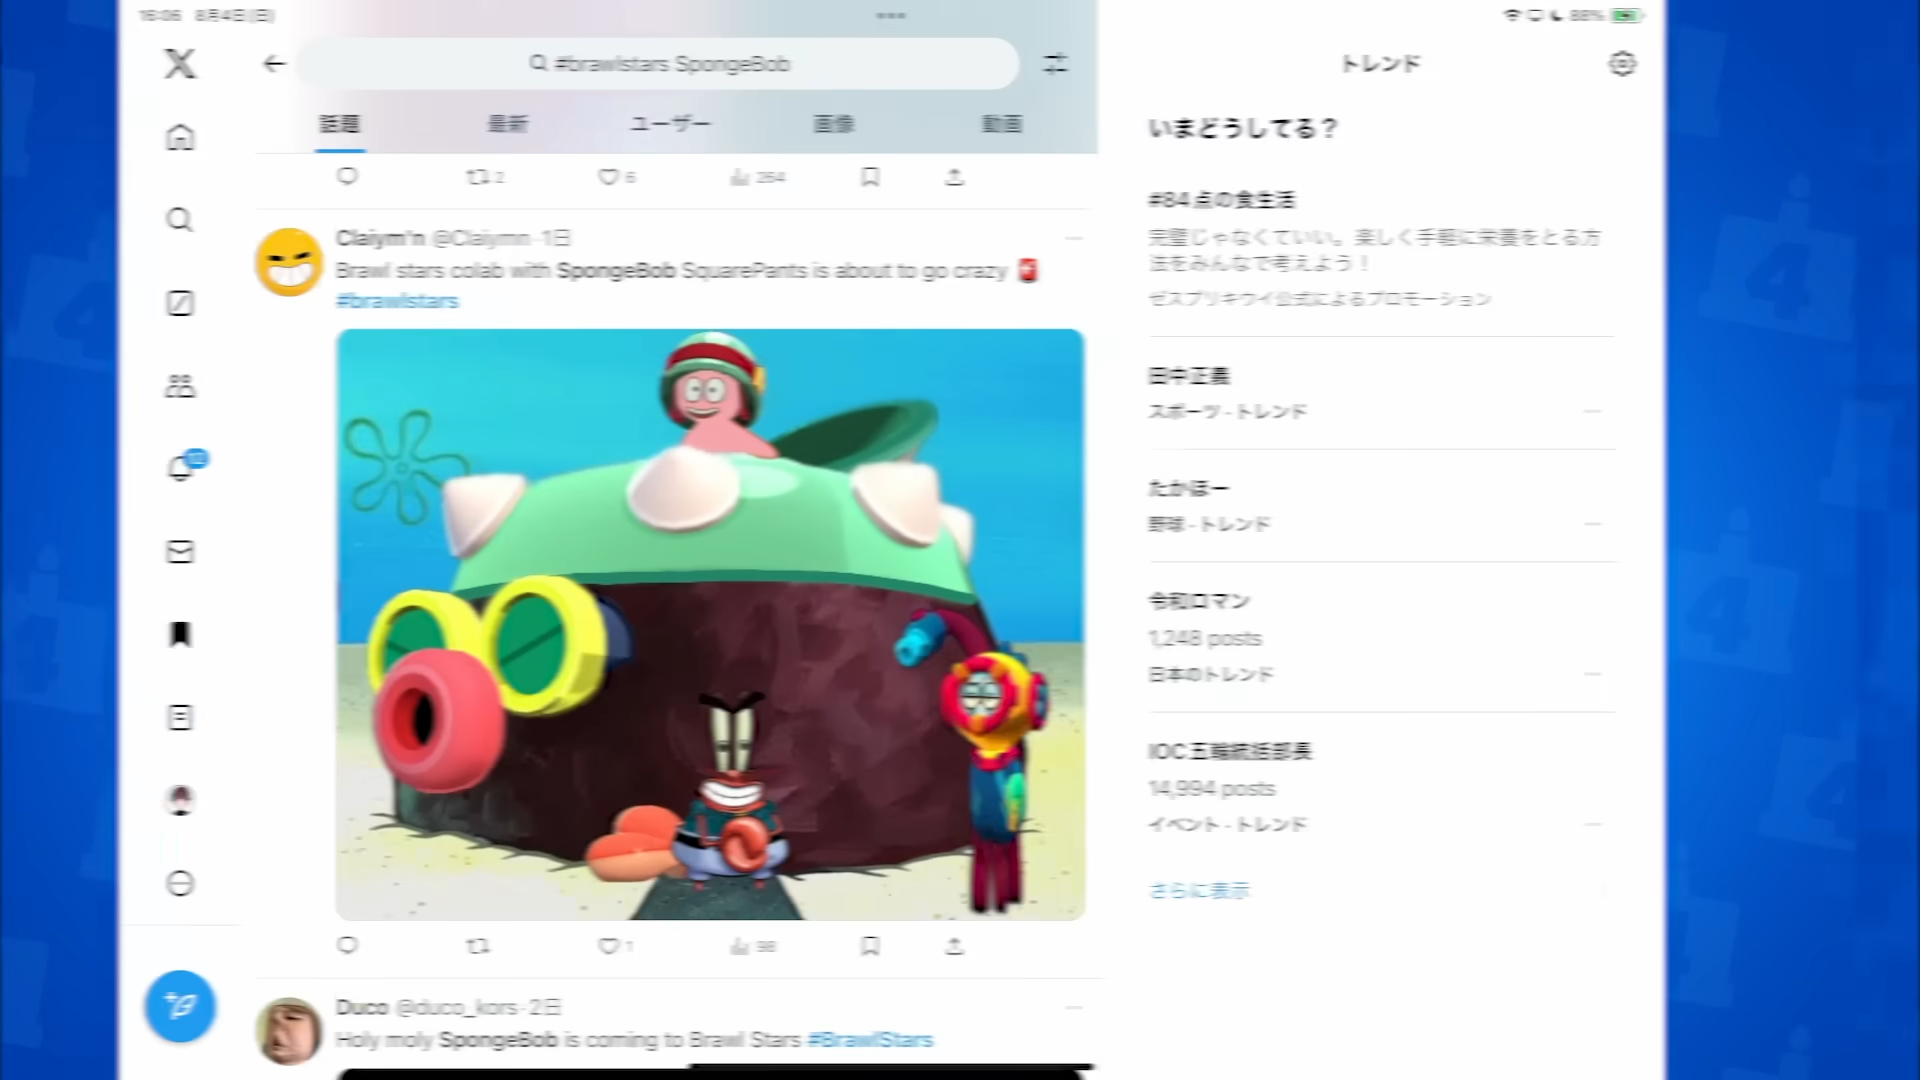 16:06 8月4日(日)
88%
#brawlstars SpongeBob
話題
最新
ユーザー
画像
動画
2
6
264
Claiym'n @Claiymn·1日
Brawl stars colab with SpongeBob SquarePants is about to go crazy
#brawlstars
1
98
Duco @duco_kors·2日
Holy moly SpongeBob is coming to Brawl Stars #BrawlStars
トレンド
いまどうしてる？
#84点の食生活
完璧じゃなくていい。楽しく手軽に栄養をとる方
法をみんなで考えよう！
ゼスプリキウイ公式によるプロモーション
田中正義
スポーツ·トレンド
たかほー
野球·トレンド
令和ロマン
1,248 posts
日本のトレンド
IOC五輪統括部長
14,994 posts
イベント·トレンド
さらに表示